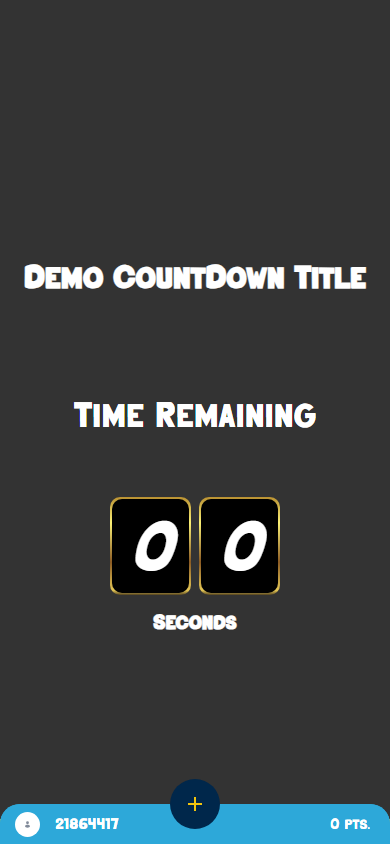 Demo CountDown Title
Time Remaining
0 0
Seconds
21864417
0 PTS.